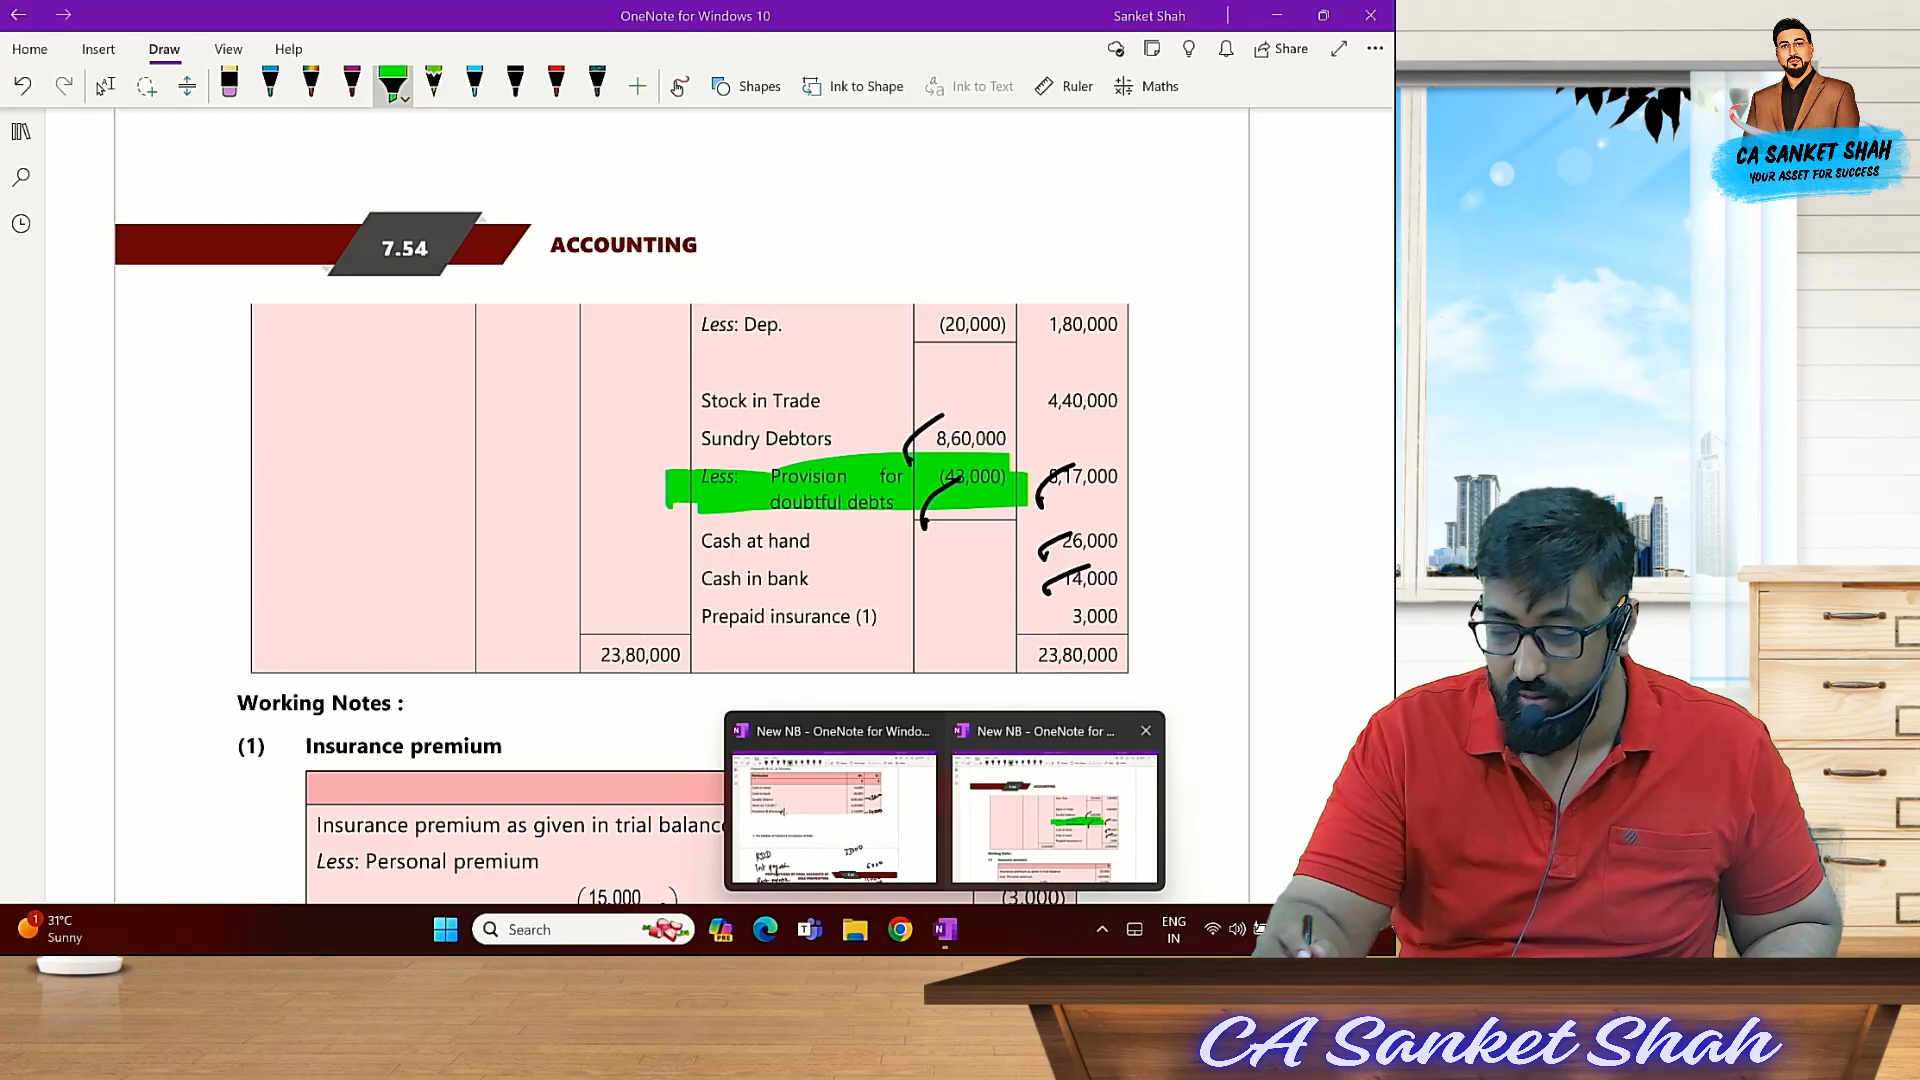 OneNote for Windows 10
Sanket Shah
Home Insert Draw View Help
Share
Shapes Ink to Shape Ink to Text Ruler Maths
CA SANKET SHAH
YOUR ASSET FOR SUCCESS
7.54 ACCOUNTING
Less: Dep. (20,000) 1,80,000
Stock in Trade 4,40,000
Sundry Debtors 8,60,000
Less: Provision for (43,000) 8,17,000
doubtful debts
Cash at hand 26,000
Cash in bank 14,000
Prepaid insurance (1) 3,000
23,80,000 23,80,000
Working Notes :
(1) Insurance premium
Insurance premium as given in trial balance
Less: Personal premium
(15,000 (3,000)
New NB - OneNote for Windo...
New NB - OneNote for ...
1 31°C
Sunny
Search
PRE
ENG
IN
CA Sanket Shah